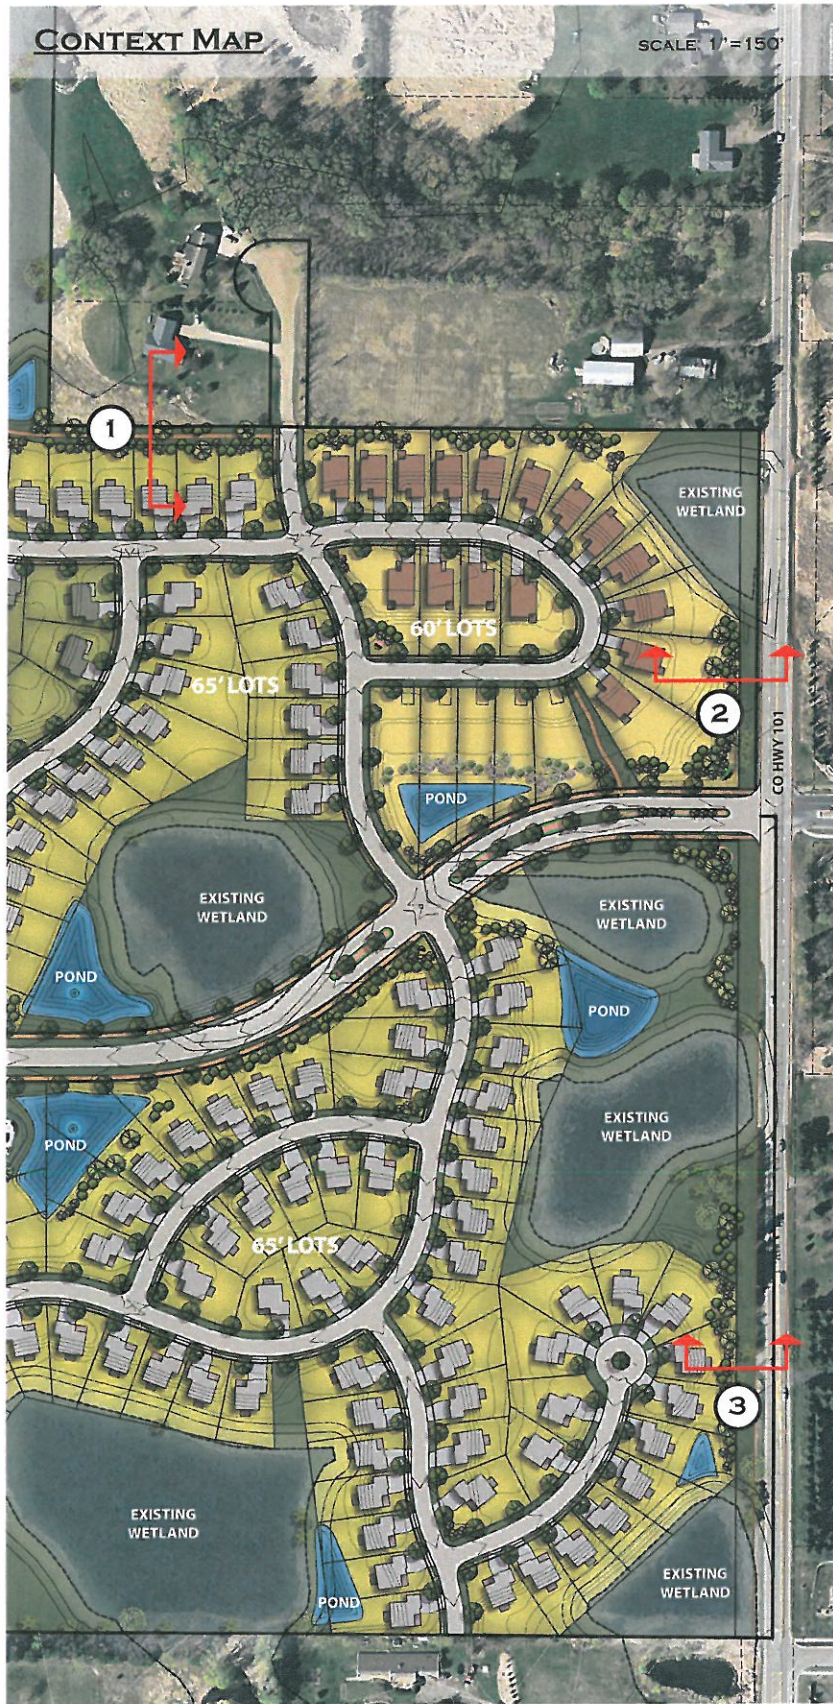 CONTEXT MAP
SCALE: 1"=150'
1
EXISTING
WETLAND
60' LOTS
65' LOTS
2
CO HWY 101
POND
EXISTING
WETLAND
EXISTING
WETLAND
POND
POND
EXISTING
WETLAND
POND
65' LOTS
3
EXISTING
WETLAND
POND
EXISTING
WETLAND